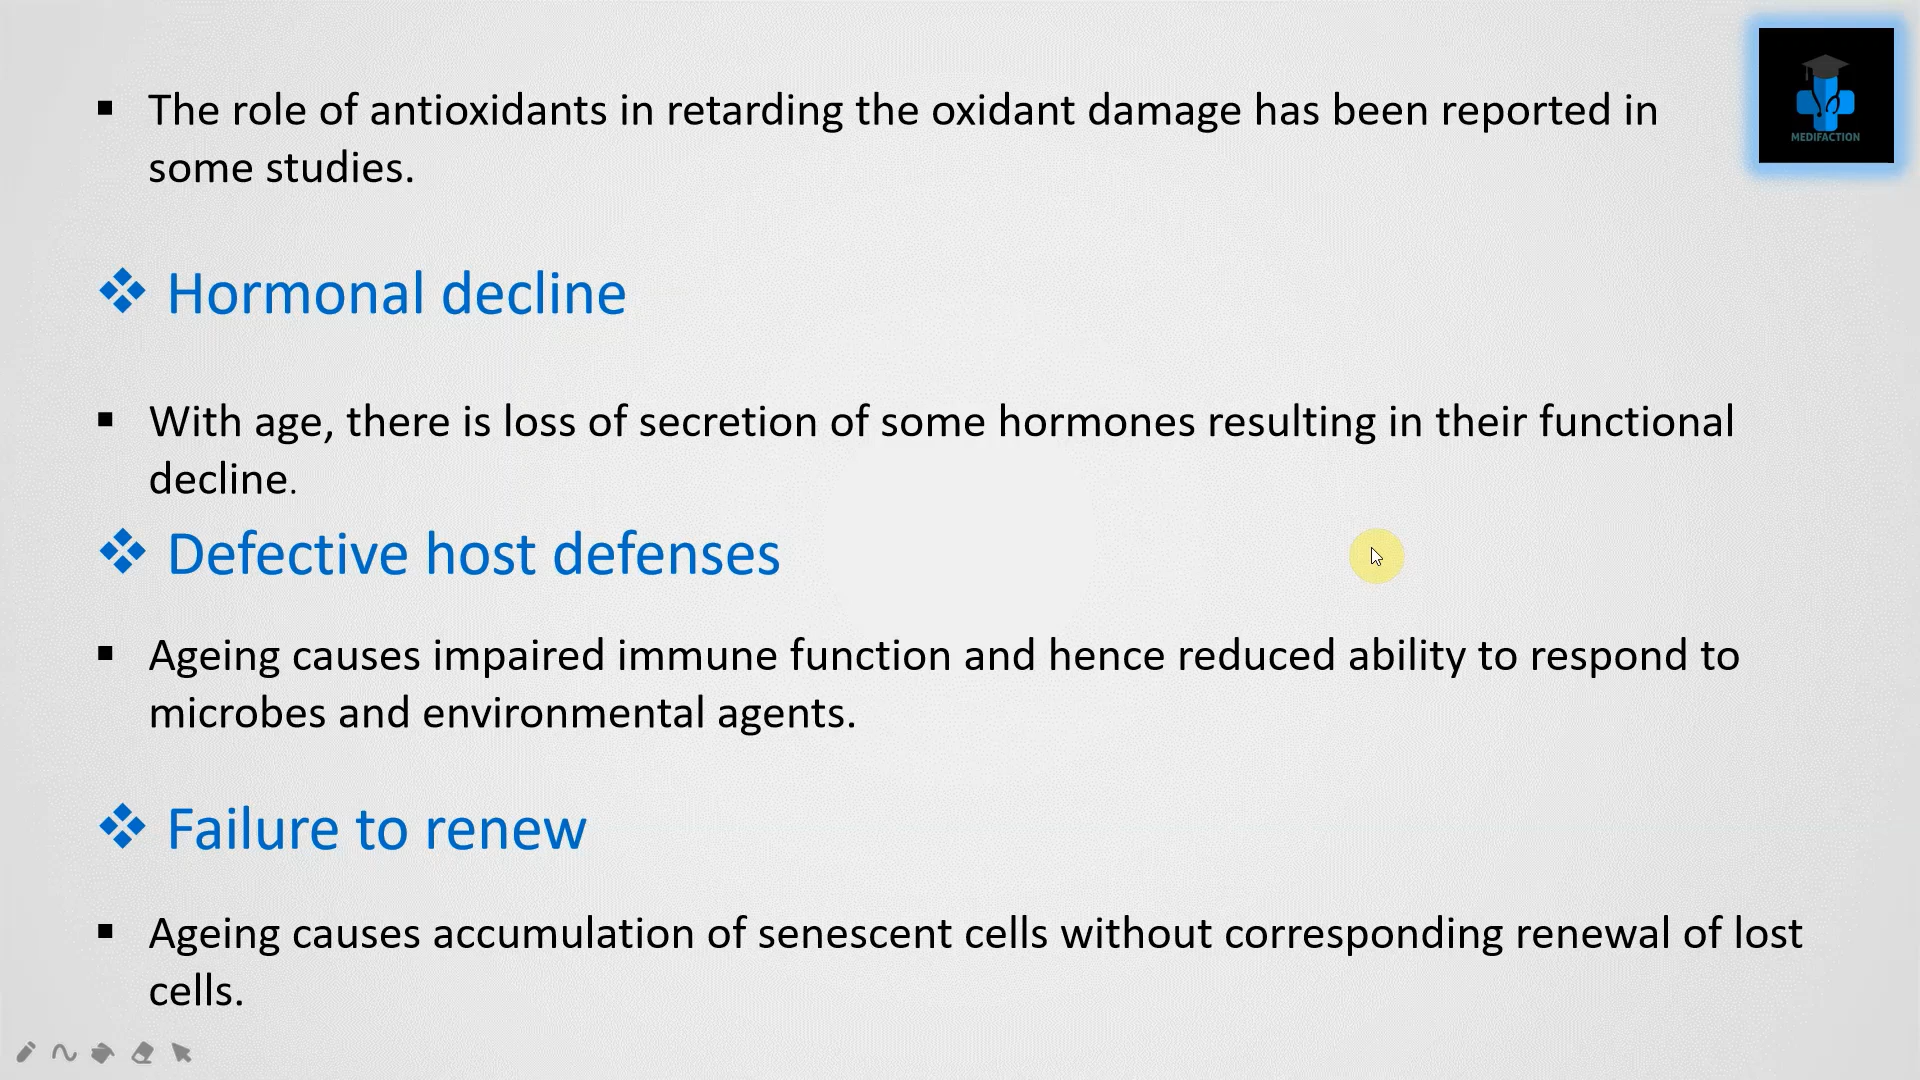 MEDIFACTION
▪ The role of antioxidants in retarding the oxidant damage has been reported in
some studies.
❖ Hormonal decline
▪ With age, there is loss of secretion of some hormones resulting in their functional
decline.
❖ Defective host defenses
▪ Ageing causes impaired immune function and hence reduced ability to respond to
microbes and environmental agents.
❖ Failure to renew
▪ Ageing causes accumulation of senescent cells without corresponding renewal of lost
cells.